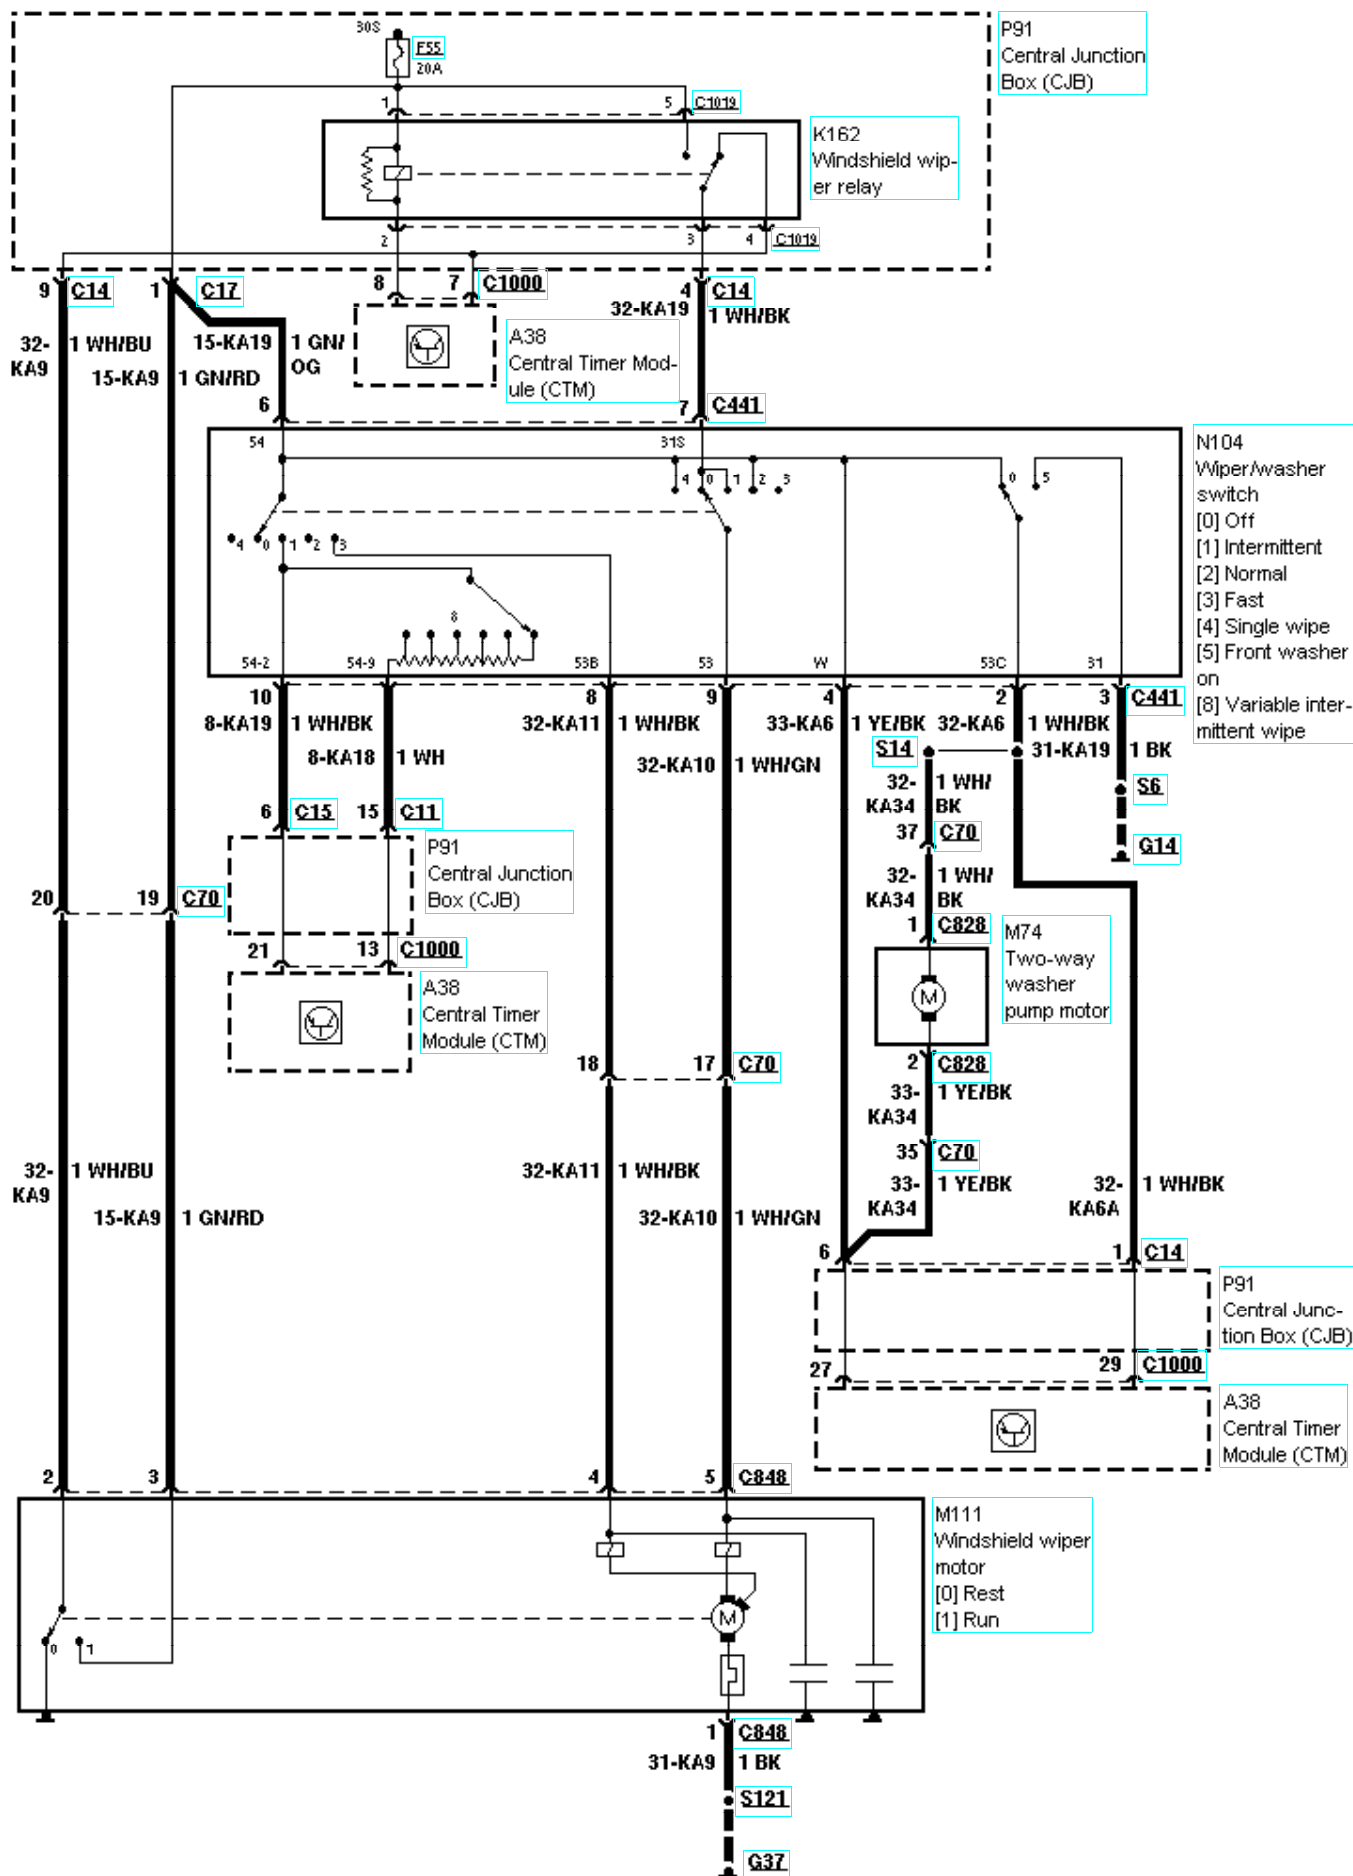 30S
F55
20A
P91
Central Junction
Box (CJB)
1
5
C1019
K162
Windshield wip-
er relay
2
3
4
C1019
9
C14
1
C17
8
7
C1000
4
C14
32-KA19
1 WH/BK
32-
KA9
1 WH/BU
15-KA9
1 GN/RD
15-KA19
1 GN/
OG
A38
Central Timer Mod-
ule (CTM)
6
7
C441
54
31S
4
0
1
2
3
0
5
4
0
1
2
3
8
54-2
54-9
53B
53
W
53C
31
N104
Wiper/washer
switch
[0] Off
[1] Intermittent
[2] Normal
[3] Fast
[4] Single wipe
[5] Front washer
on
[8] Variable inter-
mittent wipe
10
8
9
4
2
3
C441
8-KA19
1 WH/BK
32-KA11
1 WH/BK
33-KA6
1 YE/BK
32-KA6
1 WH/BK
8-KA18
1 WH
32-KA10
1 WH/GN
S14
31-KA19
1 BK
32-
KA34
1 WH/
BK
S6
6
C15
15
C11
37
C70
G14
P91
Central Junction
Box (CJB)
32-
KA34
1 WH/
BK
20
19
C70
1
C828
M74
Two-way
washer
pump motor
M
21
13
C1000
A38
Central Timer
Module (CTM)
18
17
C70
2
C828
33-
KA34
1 YE/BK
35
C70
32-
KA9
1 WH/BU
32-KA11
1 WH/BK
33-
KA34
1 YE/BK
32-
KA6A
1 WH/BK
15-KA9
1 GN/RD
32-KA10
1 WH/GN
6
1
C14
P91
Central Junc-
tion Box (CJB)
27
29
C1000
A38
Central Timer
Module (CTM)
2
3
4
5
C848
M111
Windshield wiper
motor
[0] Rest
[1] Run
M
0
1
1
C848
31-KA9
1 BK
S121
G37